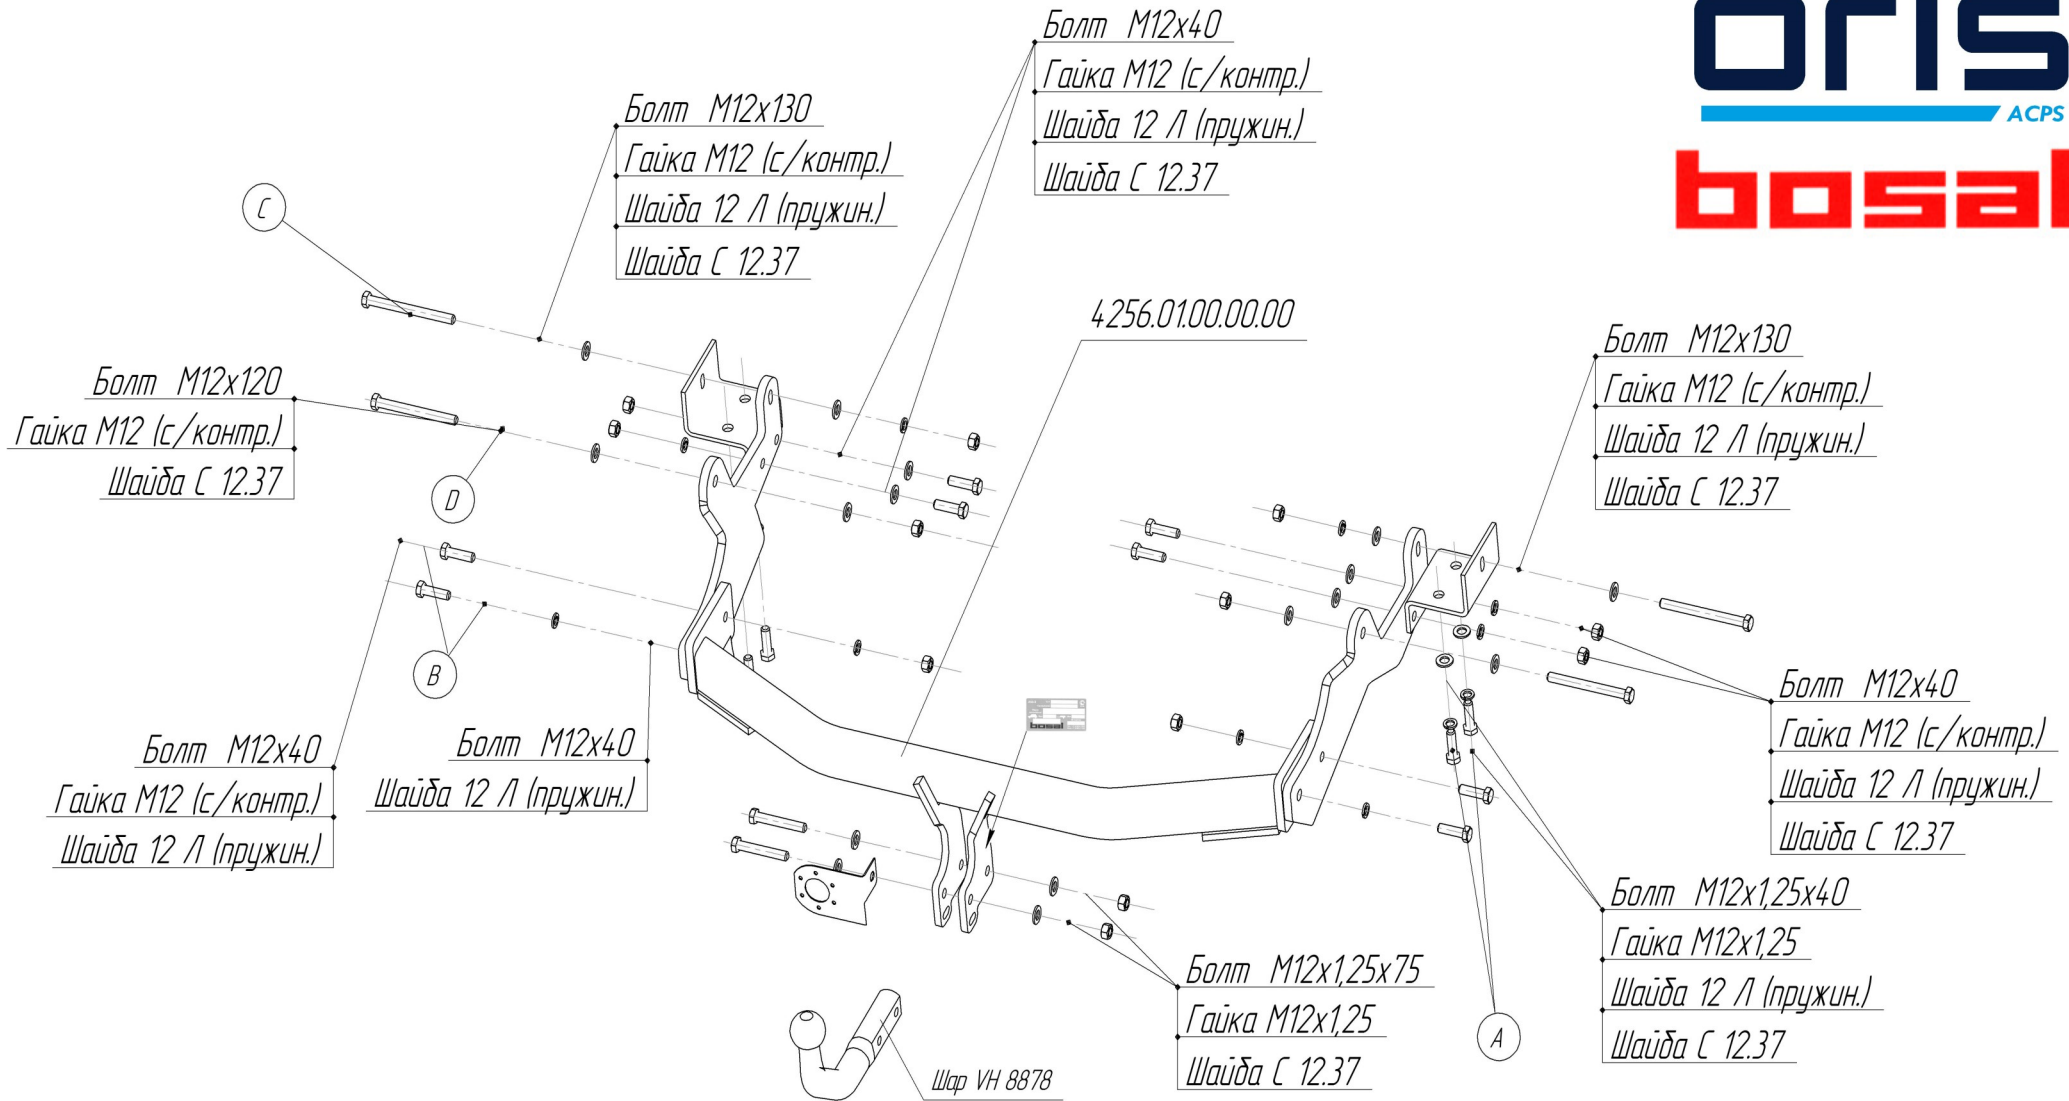 oris
ACPS
bosal
Болт М12х40
Гайка М12 (с/контр.)
Шайба 12 Л (пружин.)
Шайба С 12.37
Болт М12х130
Гайка М12 (с/контр.)
Шайба 12 Л (пружин.)
Шайба С 12.37
C
4256.01.00.00.00
Болт М12х130
Гайка М12 (с/контр.)
Шайба 12 Л (пружин.)
Шайба С 12.37
Болт М12х120
Гайка М12 (с/контр.)
Шайба С 12.37
D
B
Болт М12х40
Гайка М12 (с/контр.)
Шайба 12 Л (пружин.)
Болт М12х40
Шайба 12 Л (пружин.)
bosal
Болт М12х40
Гайка М12 (с/контр.)
Шайба 12 Л (пружин.)
Шайба С 12.37
Болт М12х1,25х40
Гайка М12х1,25
Шайба 12 Л (пружин.)
Шайба С 12.37
A
Болт М12х1,25х75
Гайка М12х1,25
Шайба С 12.37
Шар VH 8878